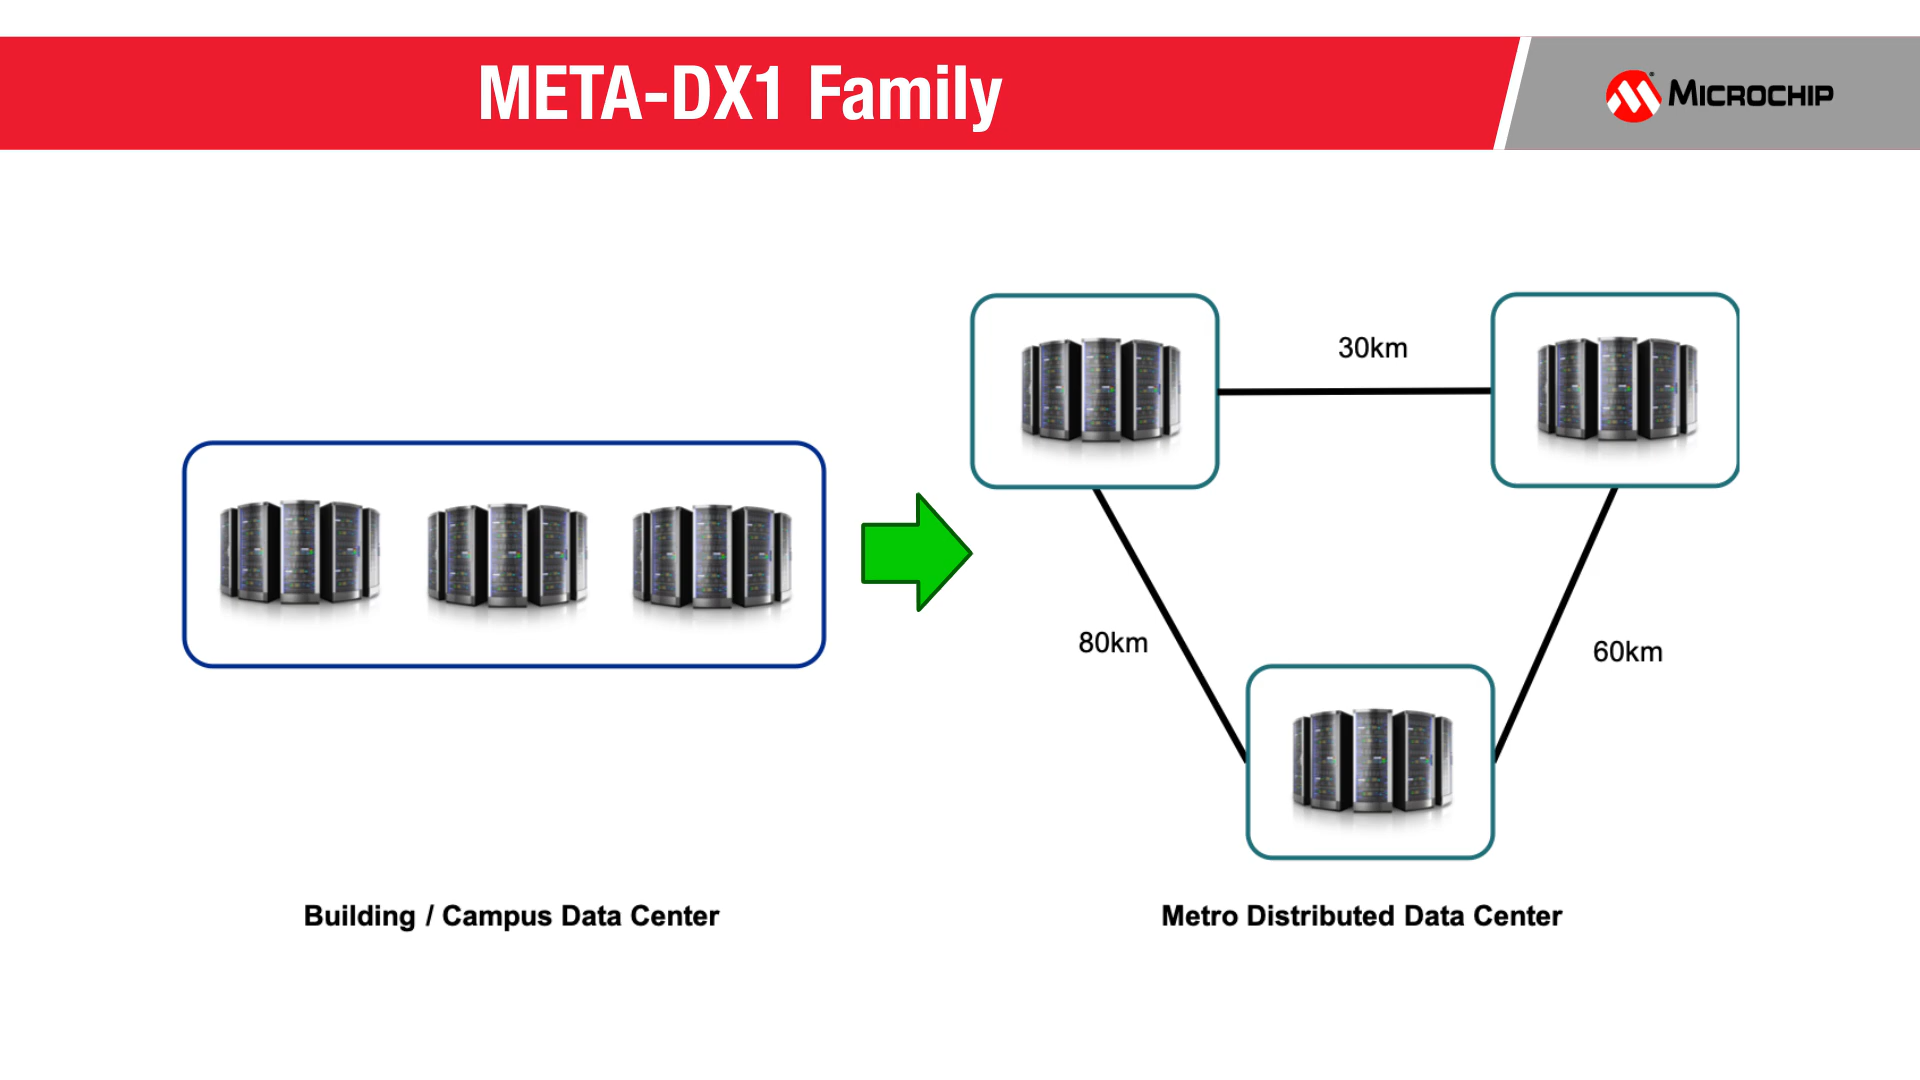 META-DX1 Family
MICROCHIP
30km
80km
60km
Building / Campus Data Center
Metro Distributed Data Center